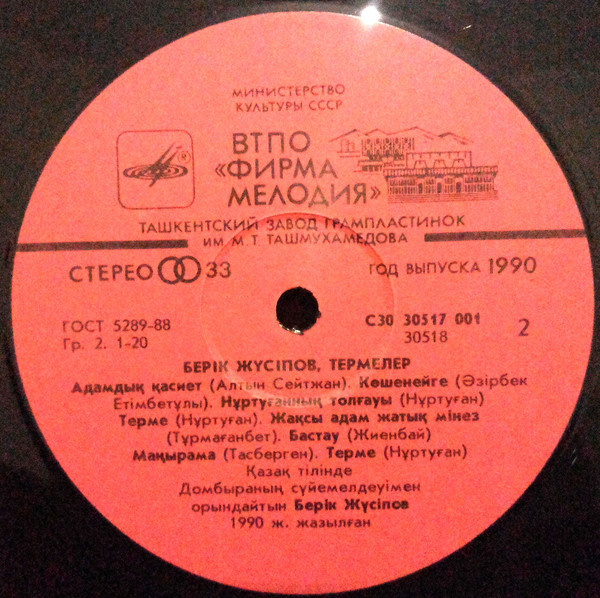 МИНИСТЕРСТВО
КУЛЬТУРЫ СССР
ВТПО
«ФИРМА
МЕЛОДИЯ»
®
ТАШКЕНТСКИЙ ЗАВОД ГРАМПЛАСТИНОК
ИМ. М. Т. ТАШМУХАМЕДОВА
СТЕРЕО 33
ГОД ВЫПУСКА 1990
ГОСТ 5289-88
Гр. 2. 1-20
С30 30517 001
30518
2
БЕРІК ЖҮСІПОВ, ТЕРМЕЛЕР
Адамдық қасиет (Алтын Сейтжан). Көшенейге (Әзірбек
Етімбетұлы). Нұртуғанның толғауы (Нұртуған)
Терме (Нұртуған). Жақсы адам жатық мінез
(Тұрмағанбет). Бастау (Жиенбай)
Маңырама (Тасберген). Терме (Нұртуған)
Қазақ тілінде
Домбыраның сүйемелдеуімен
орындайтын Берік Жүсіпов
1990 ж. жазылған